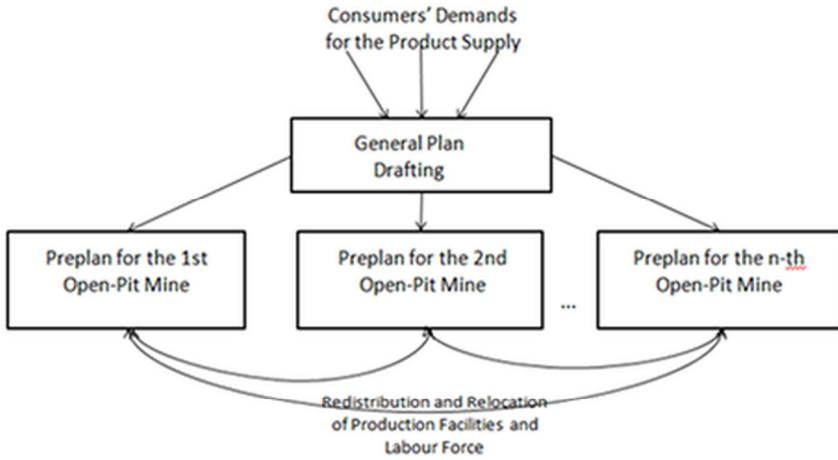 Consumers’ Demands
for the Product Supply
General Plan
Drafting
Preplan for the 1st
Open-Pit Mine
Preplan for the 2nd
Open-Pit Mine
...
Preplan for the n-th
Open-Pit Mine
Redistribution and Relocation
of Production Facilities and
Labour Force